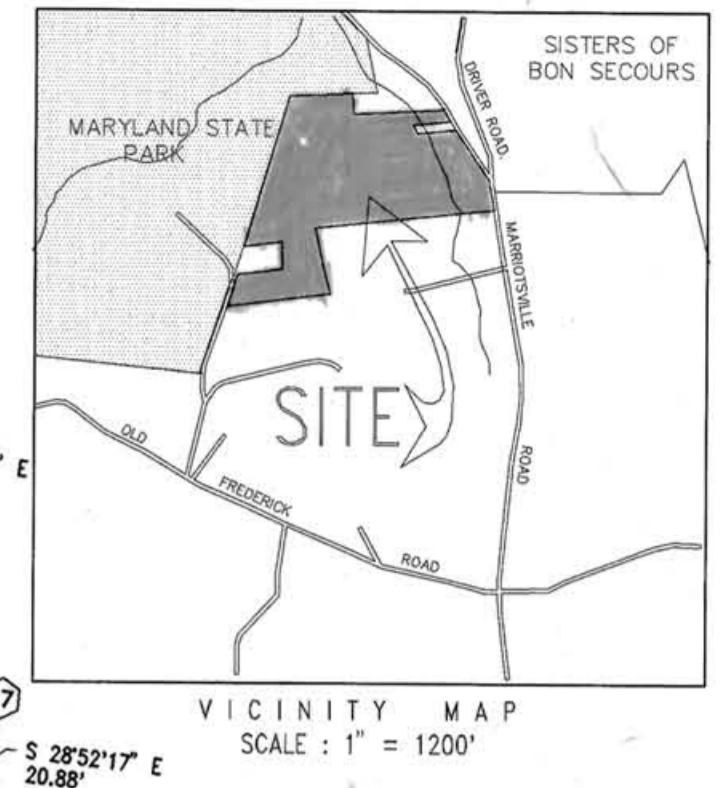 SISTERS OF
BON SECOURS
DRIVER ROAD.
MARYLAND STATE
PARK
MARRIOTSVILLE
ROAD
SITE
OLD
FREDERICK
ROAD
" E
7
VICINITY MAP
SCALE : 1" = 1200'
S 28°52'17" E
20.88'